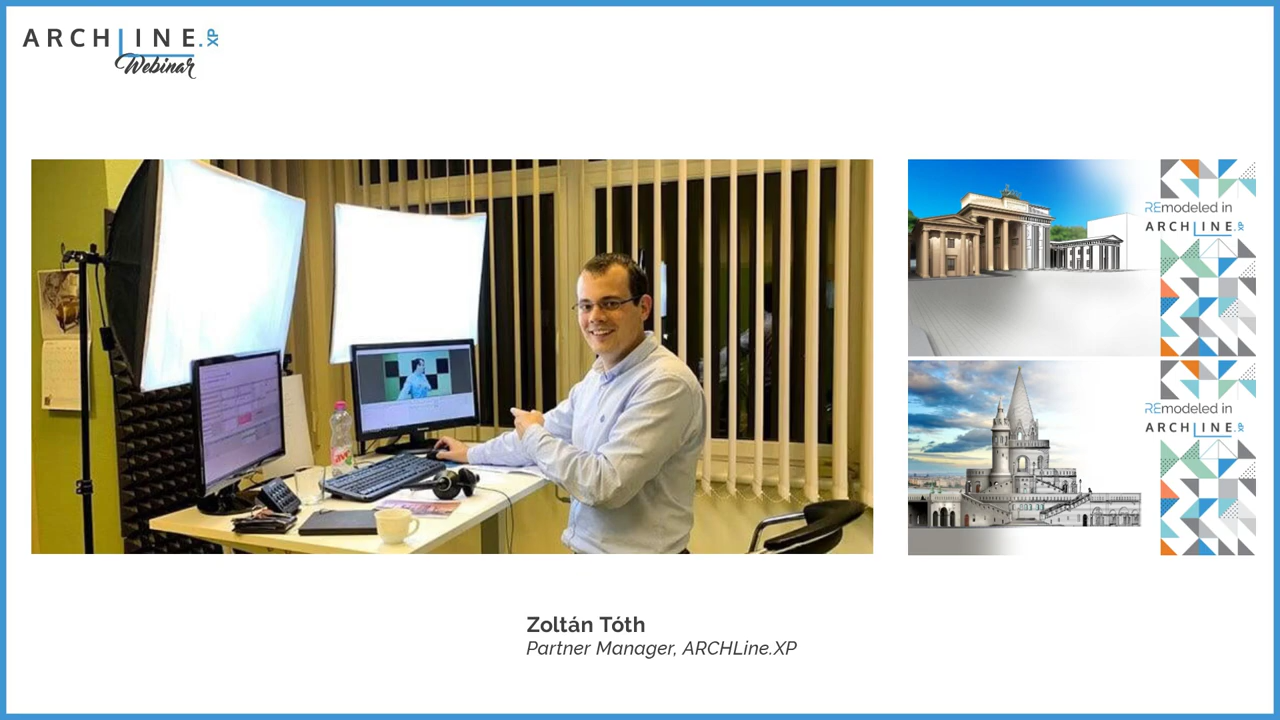 ARCHLINE.XP
Webinar
REmodeled in
ARCHLINE.XP
REmodeled in
ARCHLINE.XP
Zoltán Tóth
Partner Manager, ARCHLine.XP